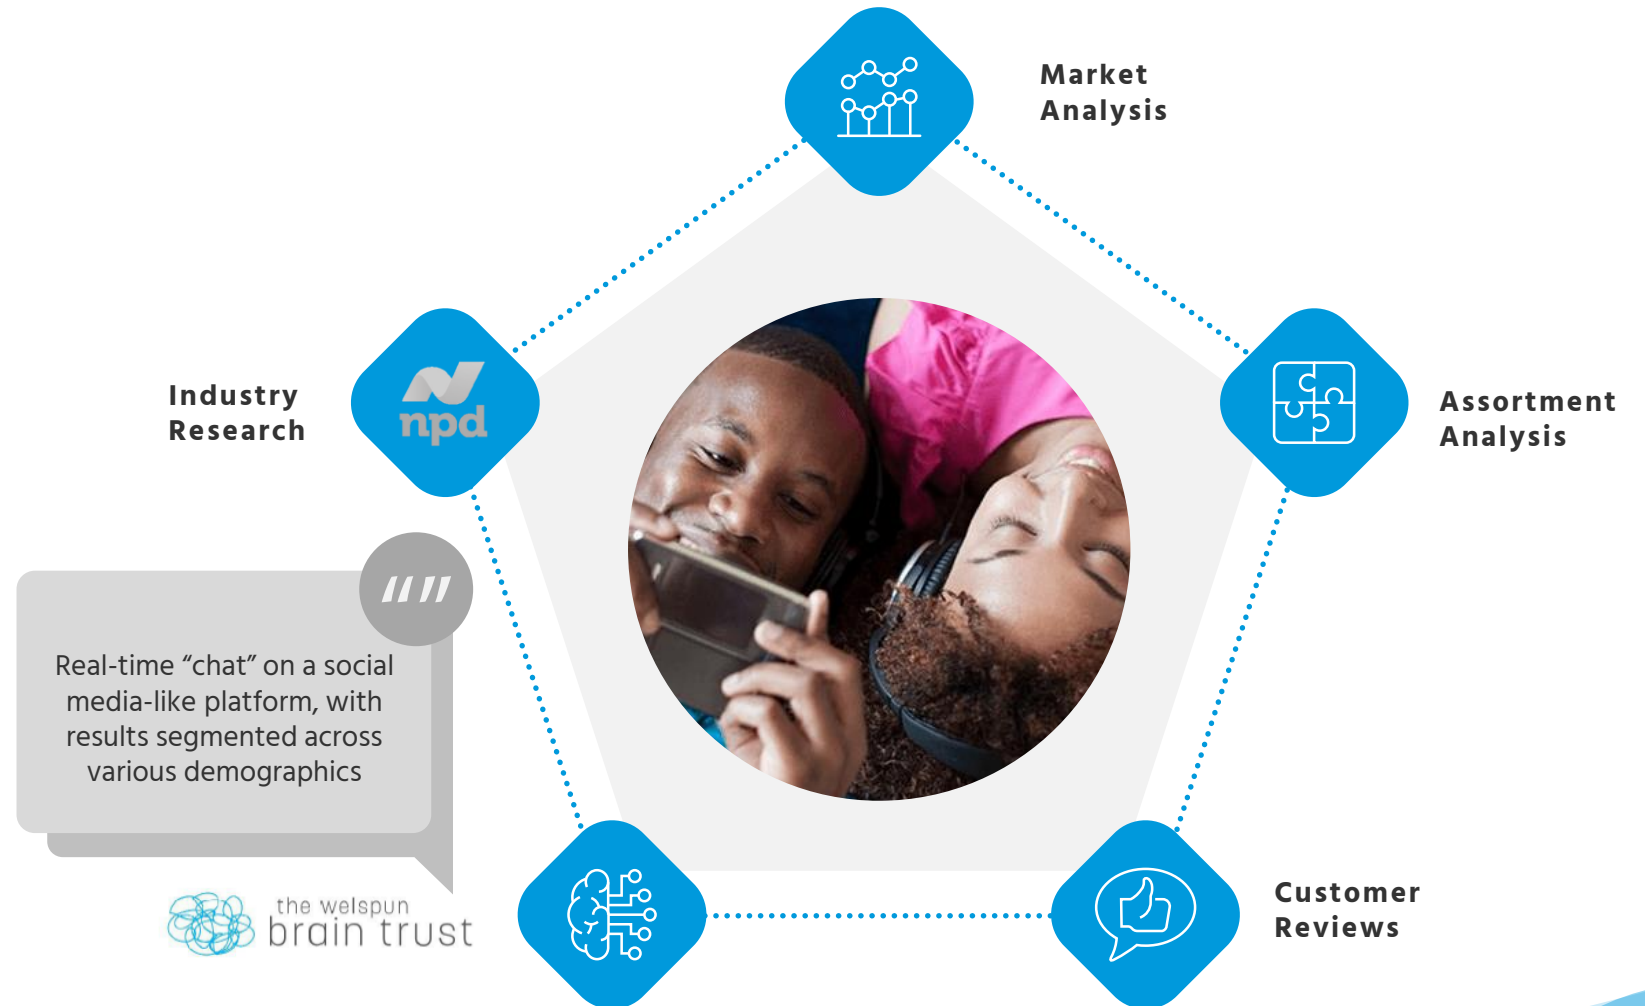 Market
Analysis
Industry
Research
npd
Assortment
Analysis
Real-time “chat” on a social
media-like platform, with
results segmented across
various demographics
the welspun
brain trust
Customer
Reviews